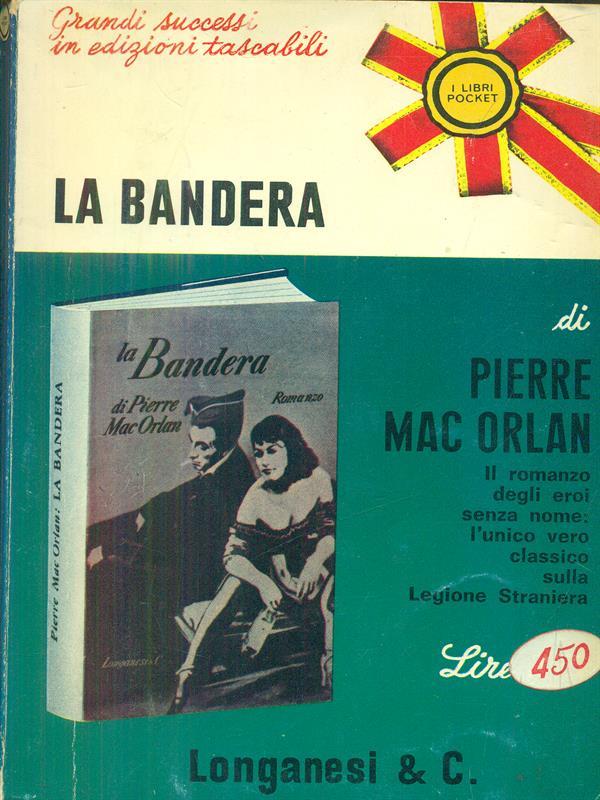 Grandi successi
in edizioni tascabili
I LIBRI
POCKET
LA BANDERA
di
PIERRE
MAC ORLAN
Il romanzo
degli eroi
senza nome:
l'unico vero
classico
sulla
Legione Straniera
la Bandera
di Pierre
Mac Orlan
Romanzo
Pierre Mac Orlan: LA BANDERA
Longanesi & C.
Lire 450
Longanesi & C.